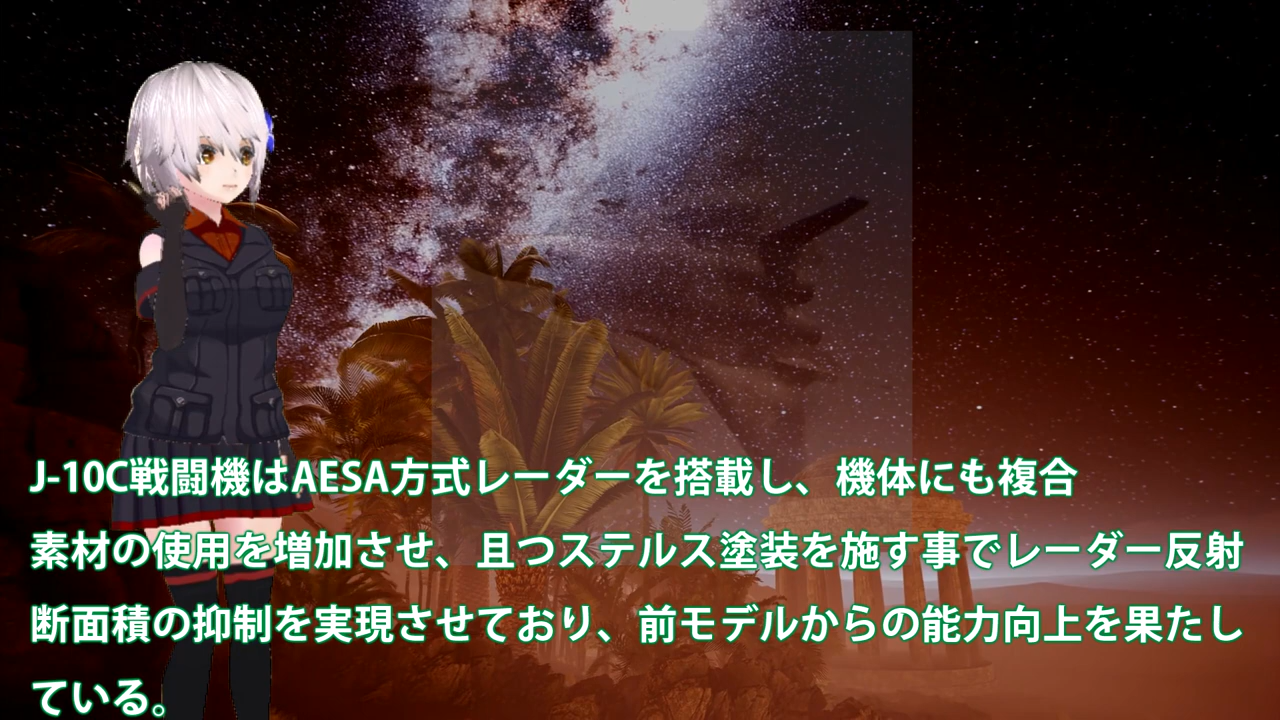 J-10C戦闘機はAESA方式レーダーを搭載し、機体にも複合
素材の使用を増加させ、且つステルス塗装を施す事でレーダー反射
断面積の抑制を実現させており、前モデルからの能力向上を果たし
ている。